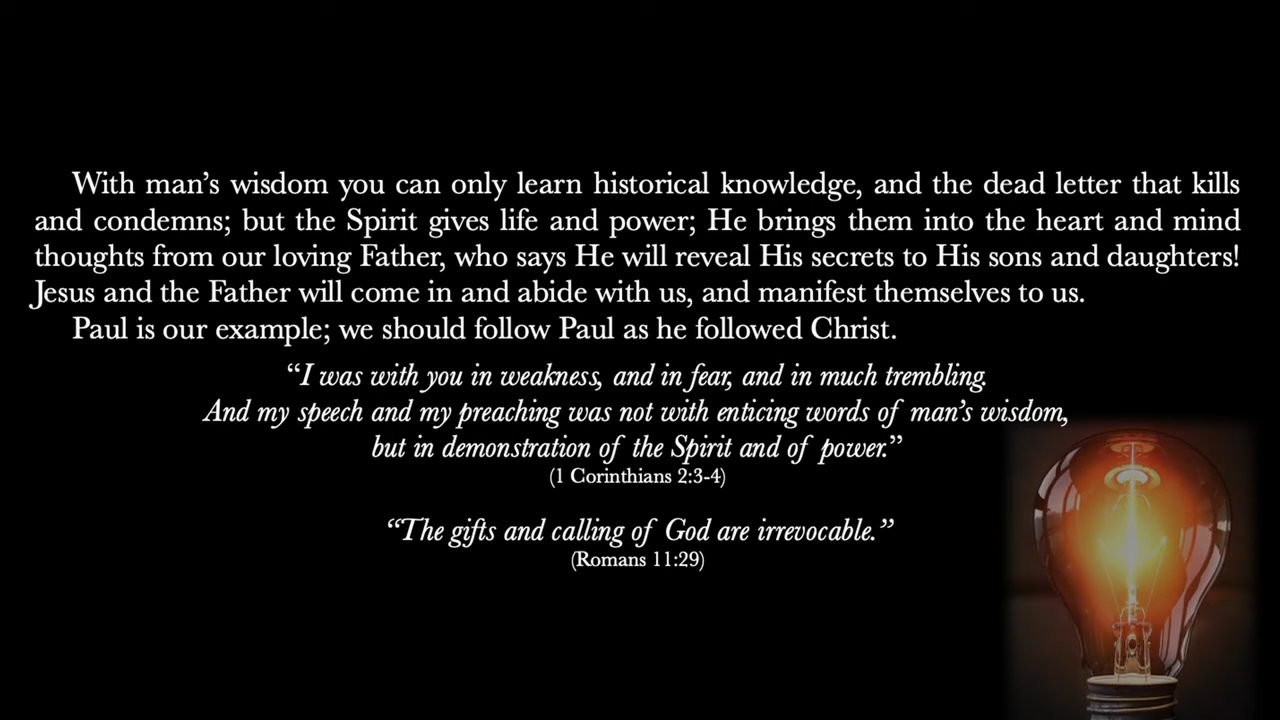 With man’s wisdom you can only learn historical knowledge, and the dead letter that kills
and condemns; but the Spirit gives life and power; He brings them into the heart and mind
thoughts from our loving Father, who says He will reveal His secrets to His sons and daughters!
Jesus and the Father will come in and abide with us, and manifest themselves to us.
Paul is our example; we should follow Paul as he followed Christ.
“I was with you in weakness, and in fear, and in much trembling.
And my speech and my preaching was not with enticing words of man’s wisdom,
but in demonstration of the Spirit and of power.”
(1 Corinthians 2:3-4)
“The gifts and calling of God are irrevocable.”
(Romans 11:29)